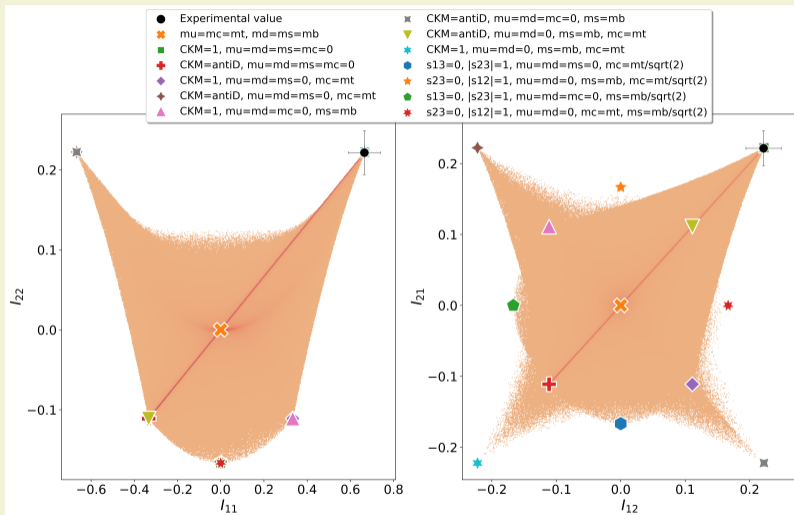 Experimental value
mu=mc=mt, md=ms=mb
CKM=1, mu=md=ms=mc=0
CKM=antiD, mu=md=ms=mc=0
CKM=1, mu=md=ms=0, mc=mt
CKM=antiD, mu=md=ms=0, mc=mt
CKM=1, mu=md=mc=0, ms=mb
CKM=antiD, mu=md=mc=0, ms=mb
CKM=antiD, mu=md=0, ms=mb, mc=mt
CKM=1, mu=md=0, ms=mb, mc=mt
s13=0, |s23|=1, mu=md=ms=0, mc=mt/sqrt(2)
s23=0, |s12|=1, mu=md=0, ms=mb, mc=mt/sqrt(2)
s13=0, |s23|=1, mu=md=mc=0, ms=mb/sqrt(2)
s23=0, |s12|=1, mu=md=0, mc=mt, ms=mb/sqrt(2)
I22
0.2
0.1
0.0
−0.1
−0.6 −0.4 −0.2 0.0 0.2 0.4 0.6 0.8
I11
I21
0.2
0.1
0.0
−0.1
−0.2
−0.2 −0.1 0.0 0.1 0.2
I12